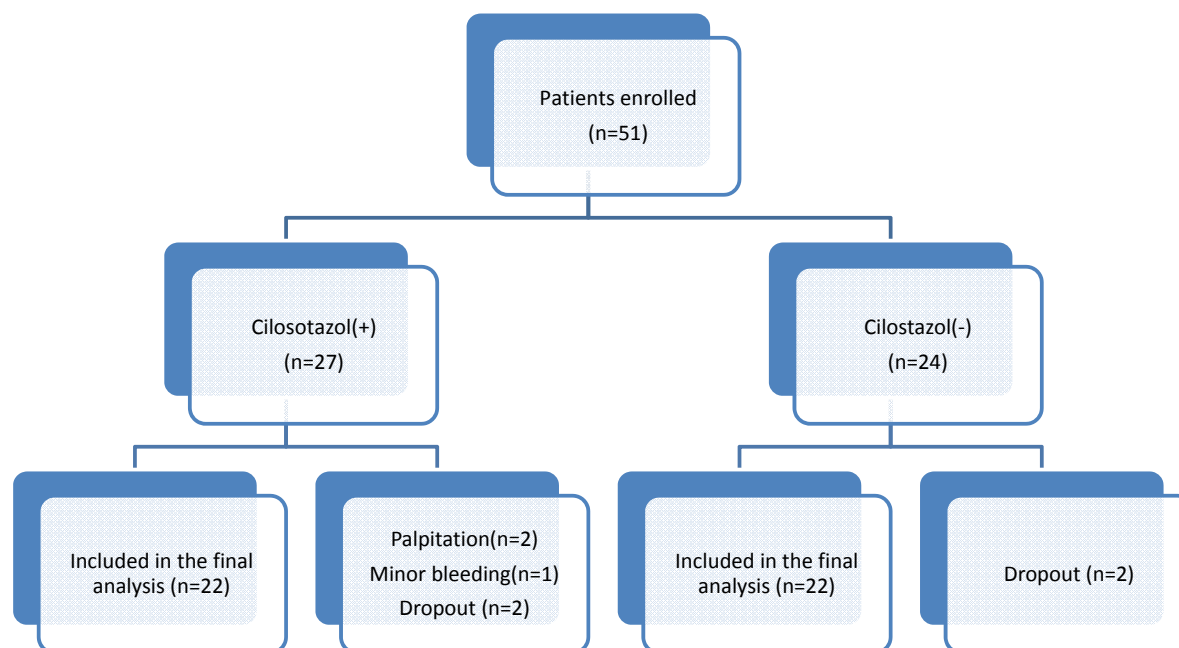 Patients enrolled
(n=51)
Cilosotazol(+)
(n=27)
Cilostazol(-)
(n=24)
Included in the final
analysis (n=22)
Palpitation(n=2)
Minor bleeding(n=1)
Dropout (n=2)
Included in the final
analysis (n=22)
Dropout (n=2)